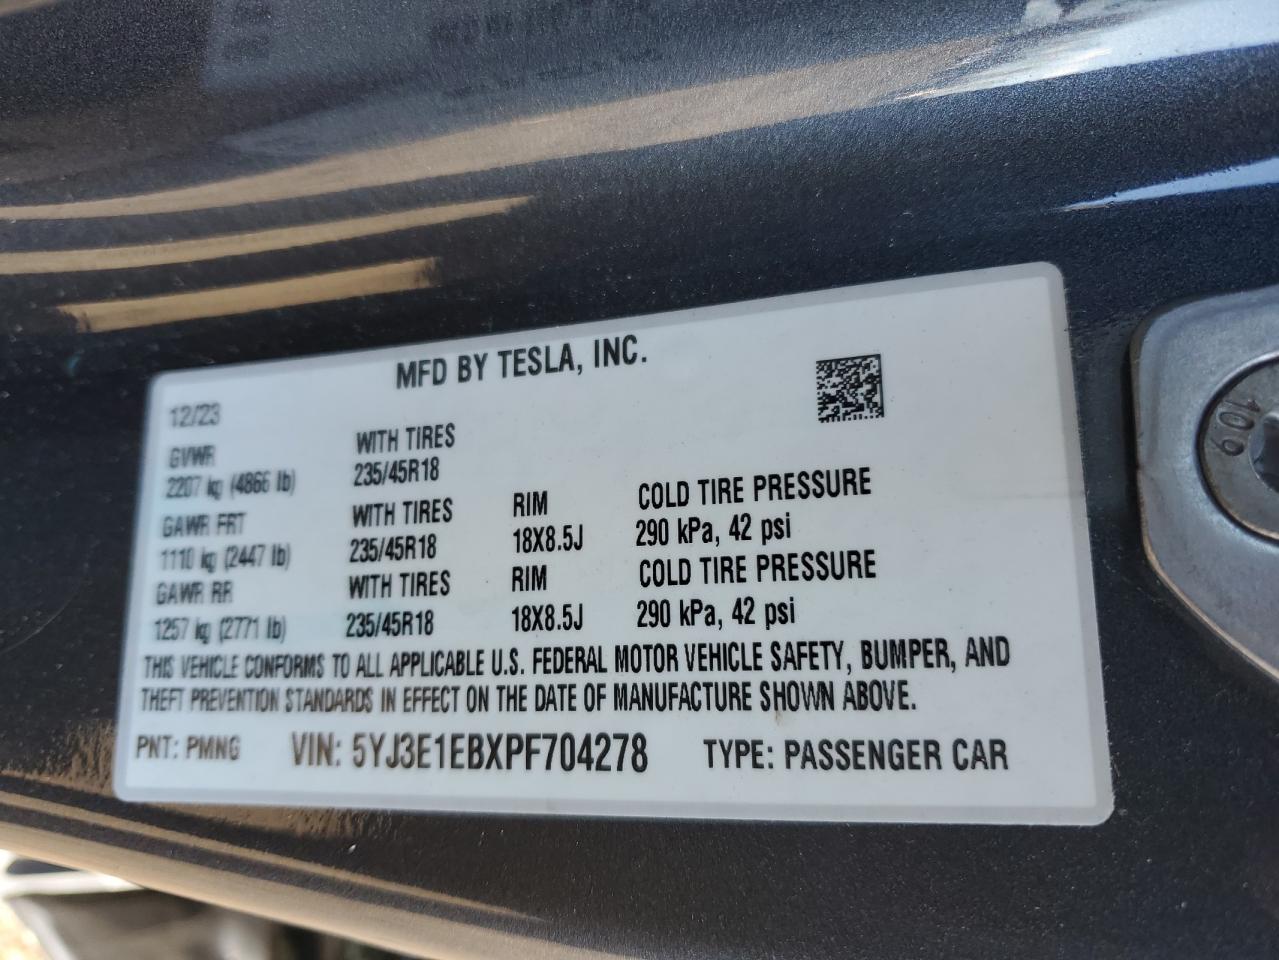 MFD BY TESLA, INC.
12/23
GVWR WITH TIRES
2207 kg (4866 lb) 235/45R18
GAWR FRT WITH TIRES RIM COLD TIRE PRESSURE
1110 kg (2447 lb) 235/45R18 18X8.5J 290 kPa, 42 psi
GAWR RR WITH TIRES RIM COLD TIRE PRESSURE
1257 kg (2771 lb) 235/45R18 18X8.5J 290 kPa, 42 psi
THIS VEHICLE CONFORMS TO ALL APPLICABLE U.S. FEDERAL MOTOR VEHICLE SAFETY, BUMPER, AND
THEFT PREVENTION STANDARDS IN EFFECT ON THE DATE OF MANUFACTURE SHOWN ABOVE.
PNT: PMNG VIN: 5YJ3E1EBXPF704278 TYPE: PASSENGER CAR
10.9